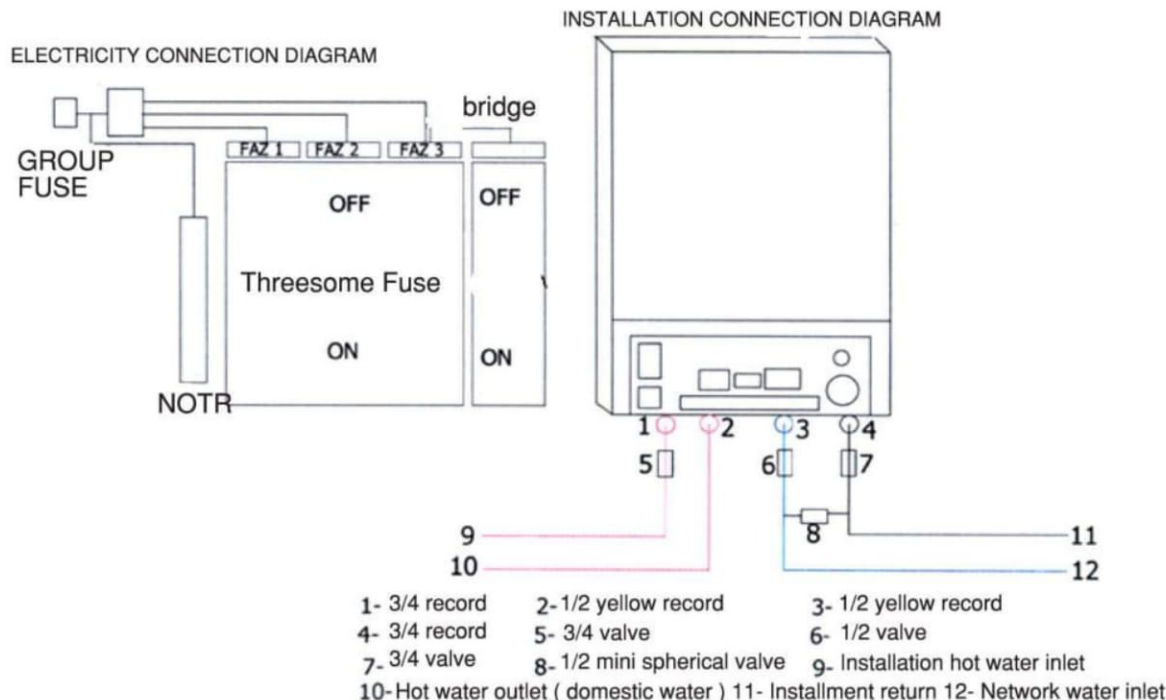 INSTALLATION CONNECTION DIAGRAM
ELECTRICITY CONNECTION DIAGRAM
bridge
GROUP
FUSE
FAZ 1 FAZ 2 FAZ 3
OFF OFF
Threesome Fuse
ON ON
NOTR
1 2 3 4
5 6 7
8
9 11
10 12
1- 3/4 record 2- 1/2 yellow record 3- 1/2 yellow record
4- 3/4 record 5- 3/4 valve 6- 1/2 valve
7- 3/4 valve 8- 1/2 mini spherical valve 9- Installation hot water inlet
10- Hot water outlet ( domestic water ) 11- Installment return 12- Network water inlet